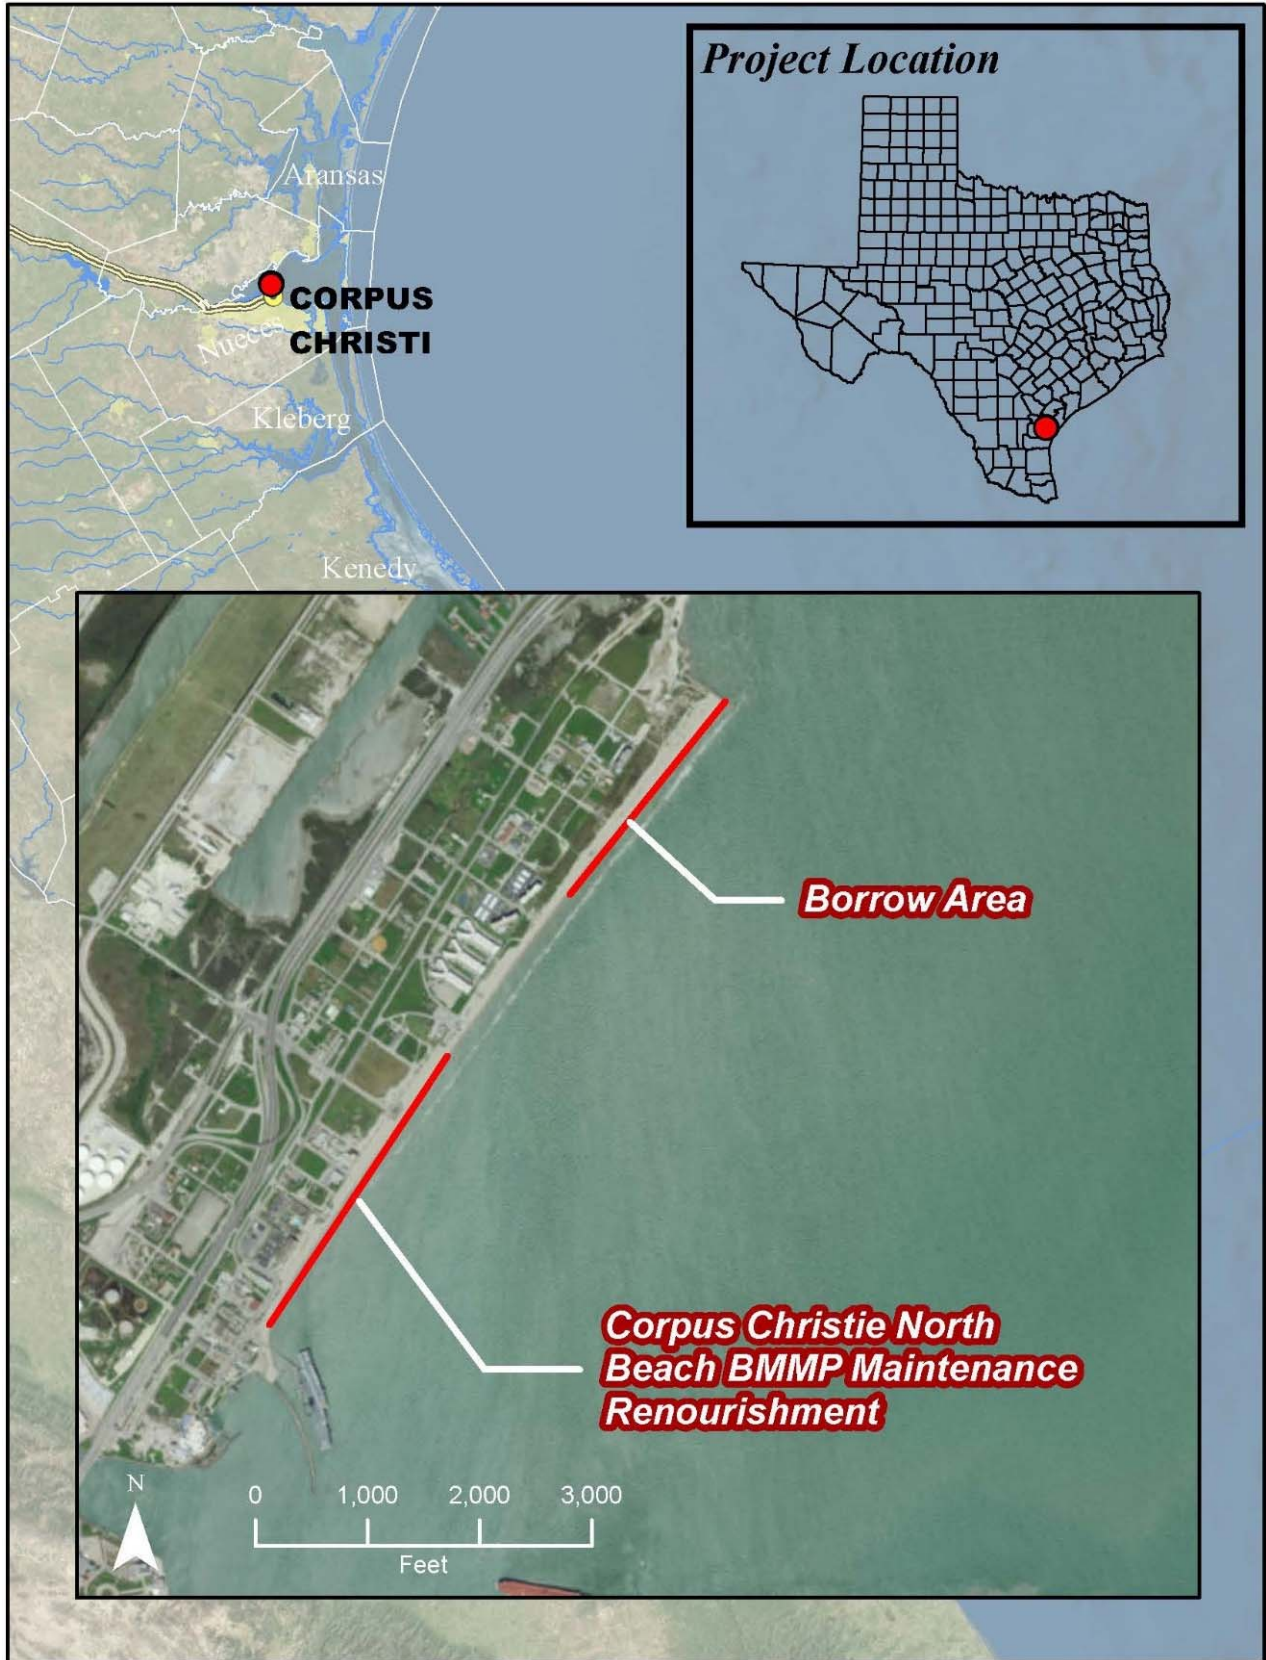 Project Location
Aransas
CORPUS
CHRISTI
Nueces
Kleberg
Kenedy
Borrow Area
Corpus Christie North
Beach BMMP Maintenance
Renourishment
N
0 1,000 2,000 3,000
Feet